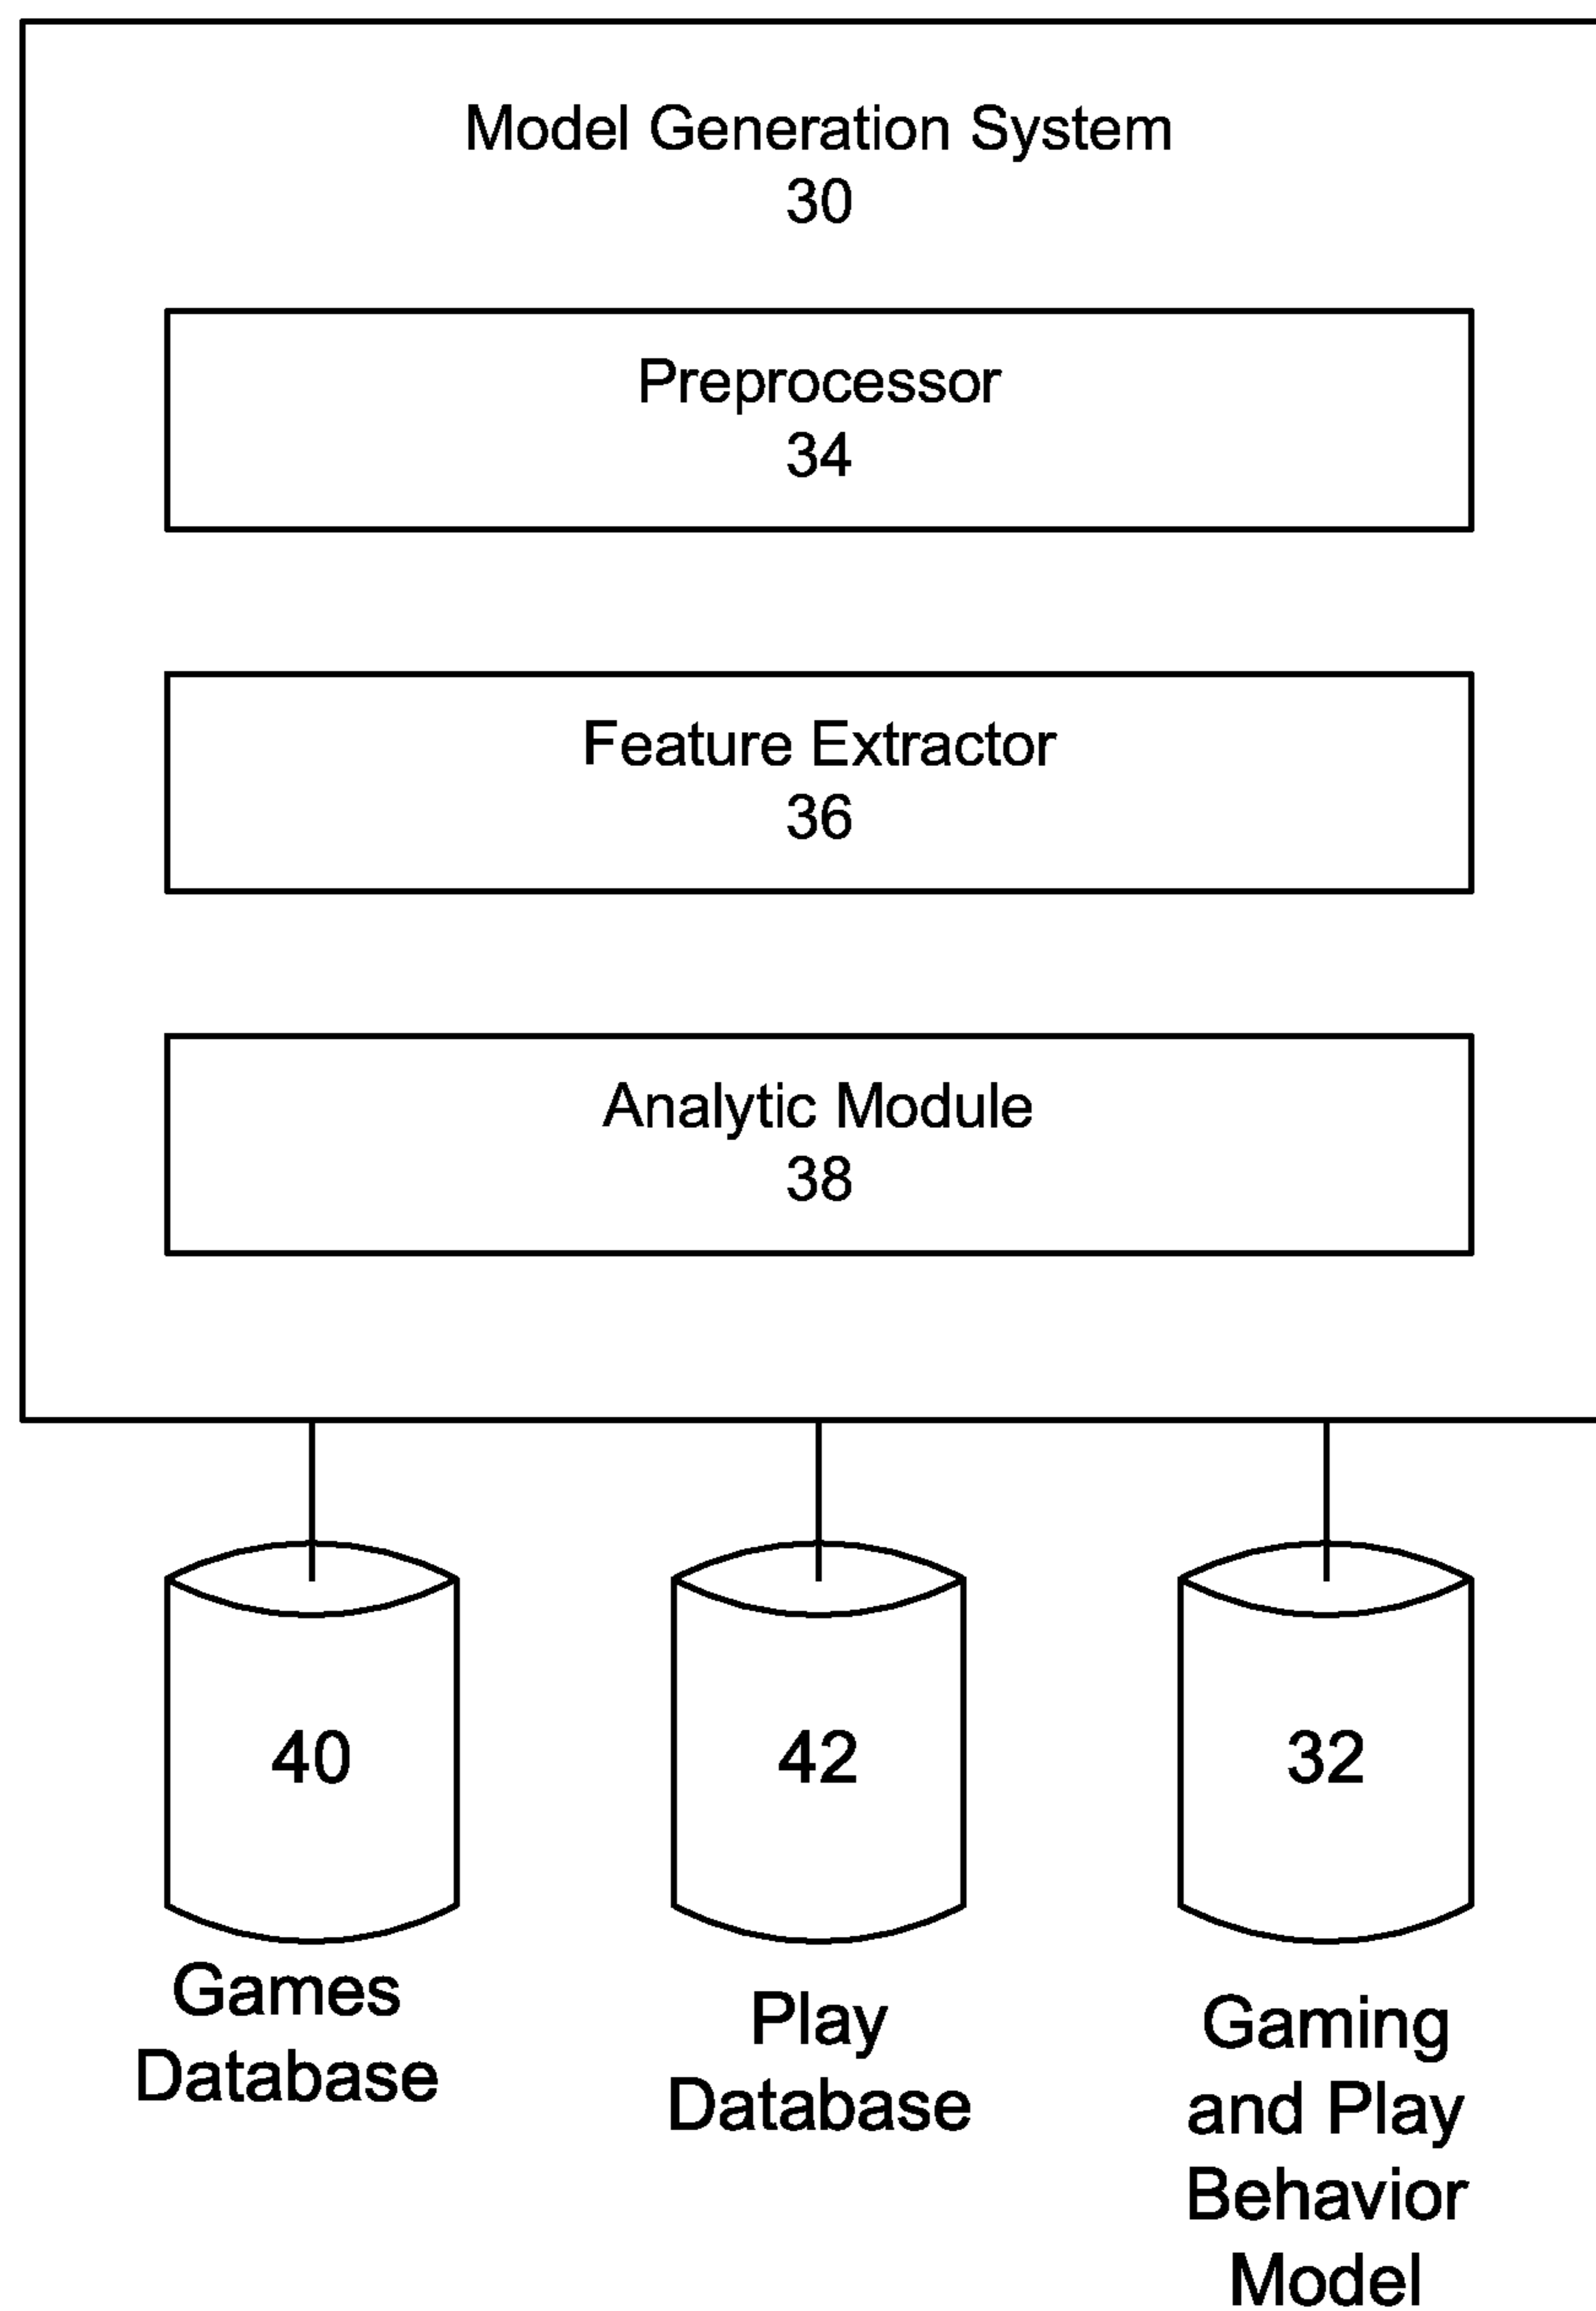 Model Generation System
30
Preprocessor
34
Feature Extractor
36
Analytic Module
38
40
42
32
Games
Database
Play
Database
Gaming
and Play
Behavior
Model